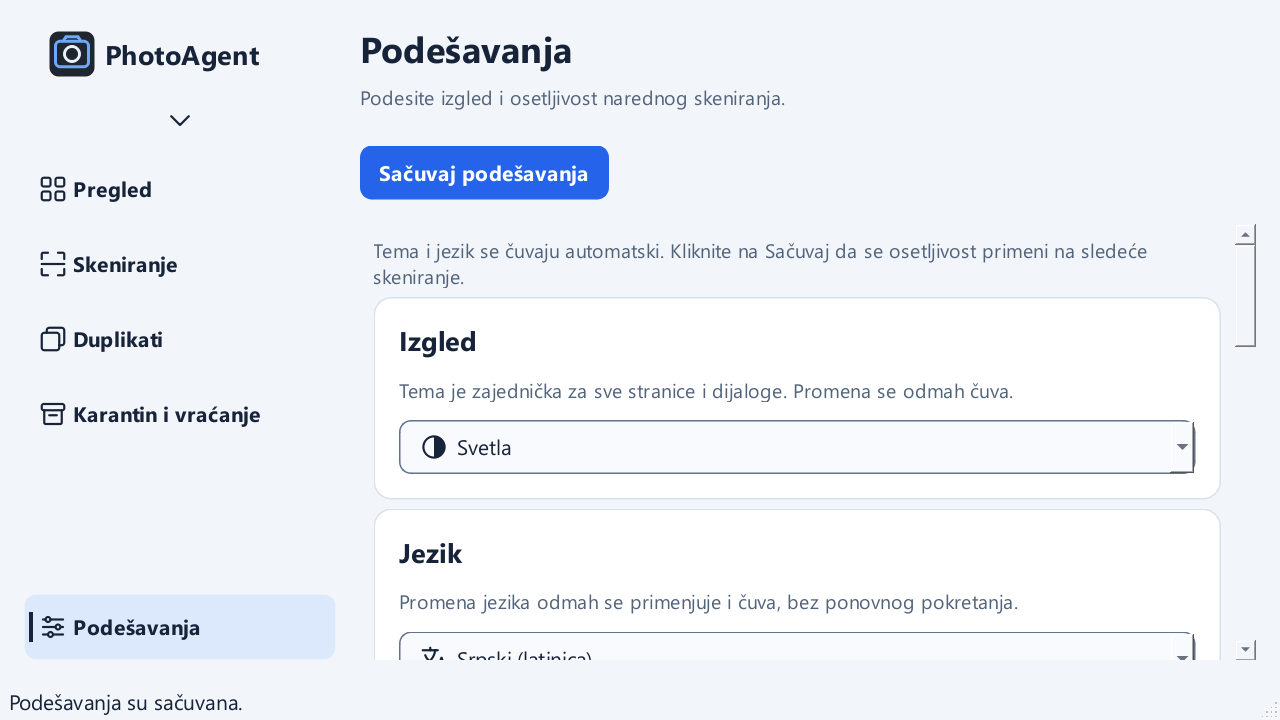 PhotoAgent
Pregled
Skeniranje
Duplikati
Karantin i vraćanje
Podešavanja
Podešavanja
Podesite izgled i osetljivost narednog skeniranja.
Sačuvaj podešavanja
Tema i jezik se čuvaju automatski. Kliknite na Sačuvaj da se osetljivost primeni na sledeće
skeniranje.
Izgled
Tema je zajednička za sve stranice i dijaloge. Promena se odmah čuva.
Svetla
Jezik
Promena jezika odmah se primenjuje i čuva, bez ponovnog pokretanja.
Srpski (latinica)
Podešavanja su sačuvana.